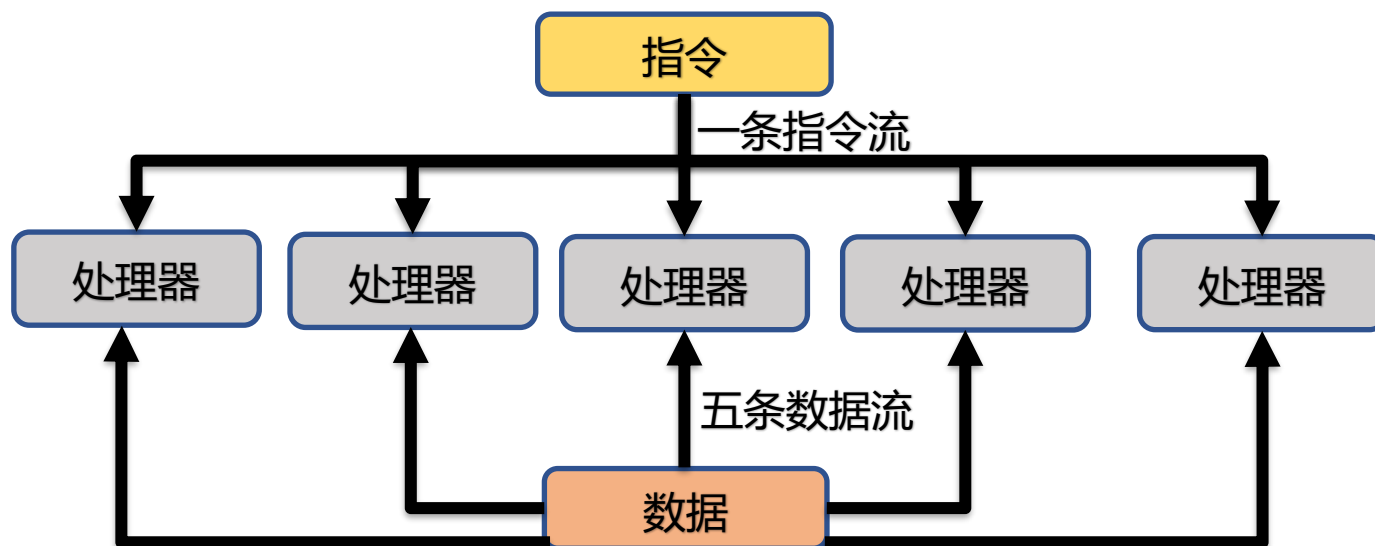 指令
一条指令流
处理器
处理器
处理器
处理器
处理器
五条数据流
数据